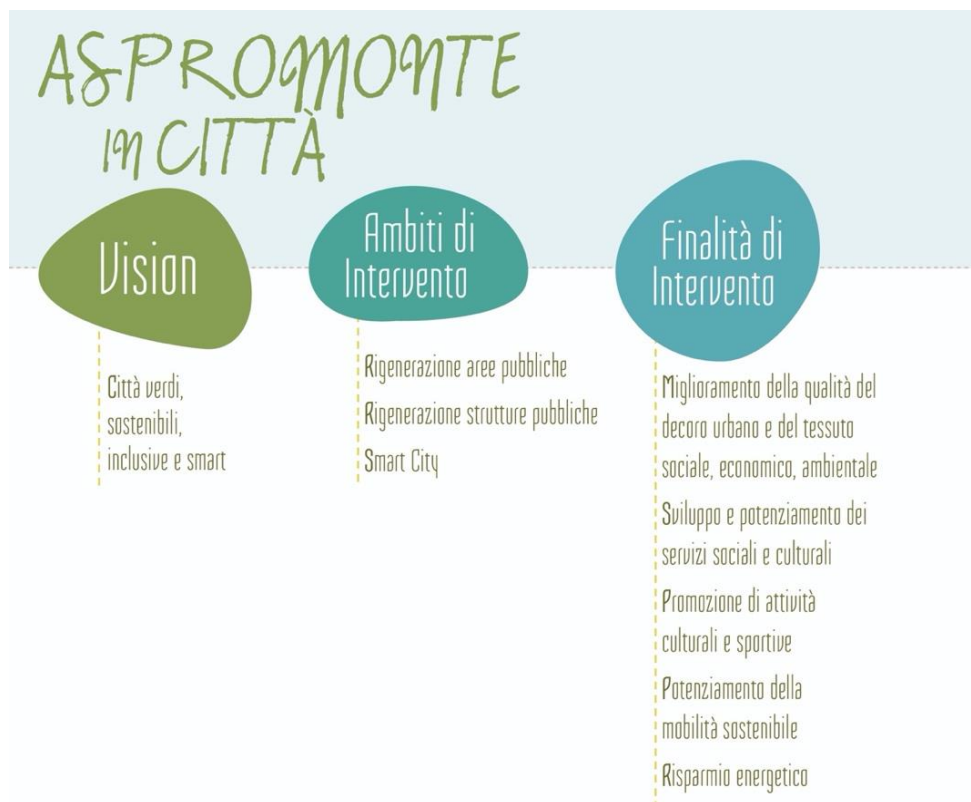 ASPROMONTE
IN CITTÀ
Vision
Città verdi,
sostenibili,
inclusive e smart
Ambiti di
Intervento
Rigenerazione aree pubbliche
Rigenerazione strutture pubbliche
Smart City
Finalità di
Intervento
Miglioramento della qualità del
decoro urbano e del tessuto
sociale, economico, ambientale
Sviluppo e potenziamento dei
servizi sociali e culturali
Promozione di attività
culturali e sportive
Potenziamento della
mobilità sostenibile
Risparmio energetico